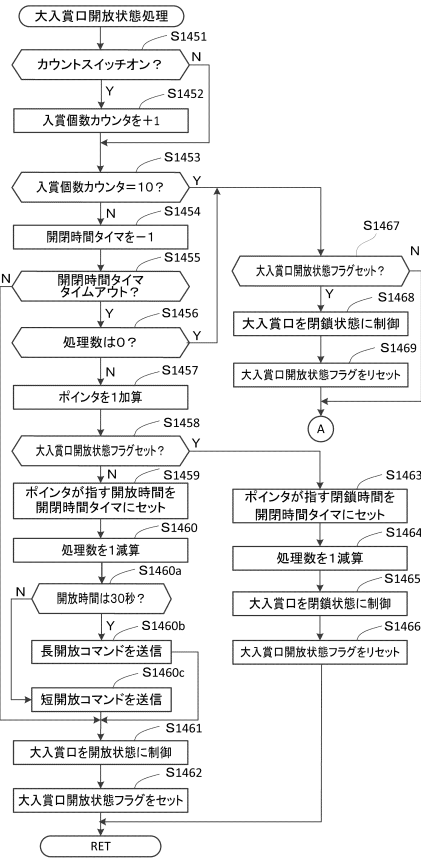 大入賞口開放状態処理
S1451
カウントスイッチオン？
N
Y
S1452
入賞個数カウンタを＋1
S1453
入賞個数カウンタ＝10？
Y
N
S1454
開閉時間タイマを－1
S1455
N
開閉時間タイマ
タイムアウト？
Y
S1456
処理数は0？
Y
N
S1457
ポインタを1加算
S1458
大入賞口開放状態フラグセット？
Y
N
S1459
ポインタが指す開放時間を
開閉時間タイマにセット
S1460
処理数を1減算
S1460a
N
開放時間は30秒？
Y
S1460b
長開放コマンドを送信
S1460c
短開放コマンドを送信
S1461
大入賞口を開放状態に制御
S1462
大入賞口開放状態フラグをセット
RET
S1467
N
大入賞口開放状態フラグセット？
Y
S1468
大入賞口を閉鎖状態に制御
S1469
大入賞口開放状態フラグをリセット
A
S1463
ポインタが指す閉鎖時間を
開閉時間タイマにセット
S1464
処理数を1減算
S1465
大入賞口を閉鎖状態に制御
S1466
大入賞口開放状態フラグをリセット